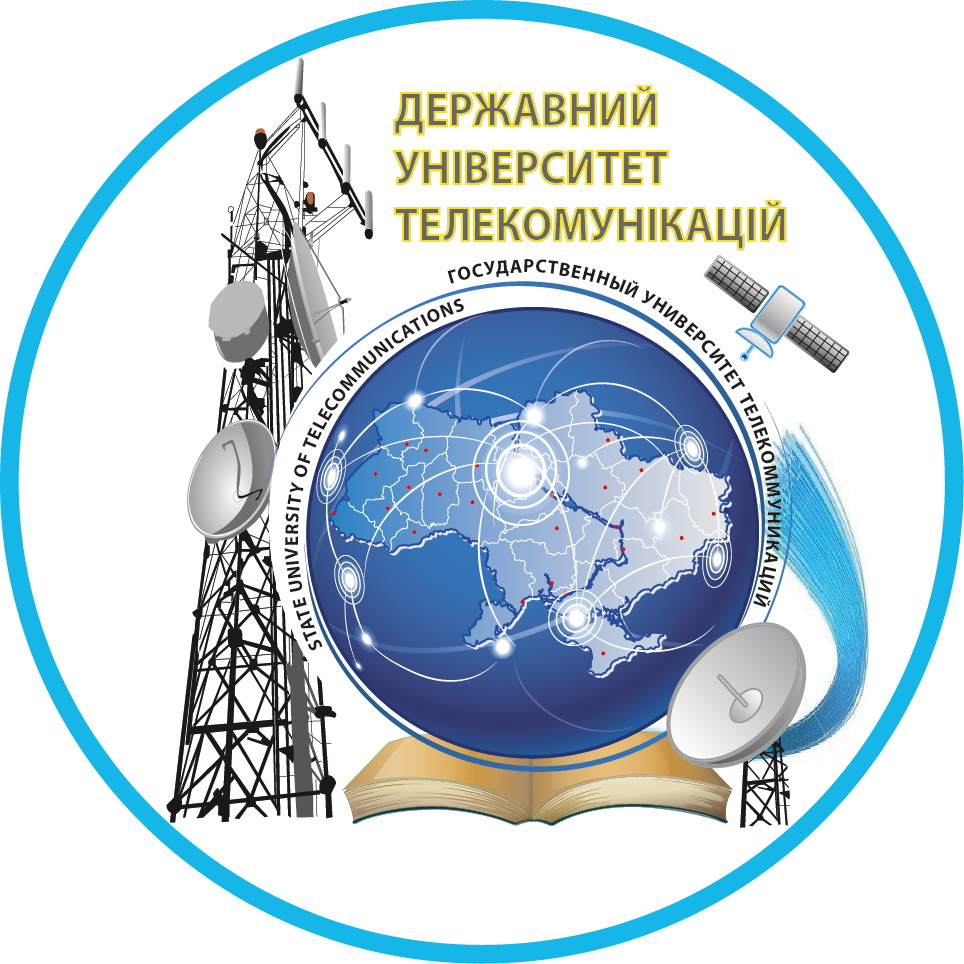 ДЕРЖАВНИЙ
УНІВЕРСИТЕТ
ТЕЛЕКОМУНІКАЦІЙ
ГОСУДАРСТВЕННЫЙ УНИВЕРСИТЕТ ТЕЛЕКОММУНИКАЦИЙ
STATE UNIVERSITY OF TELECOMMUNICATIONS